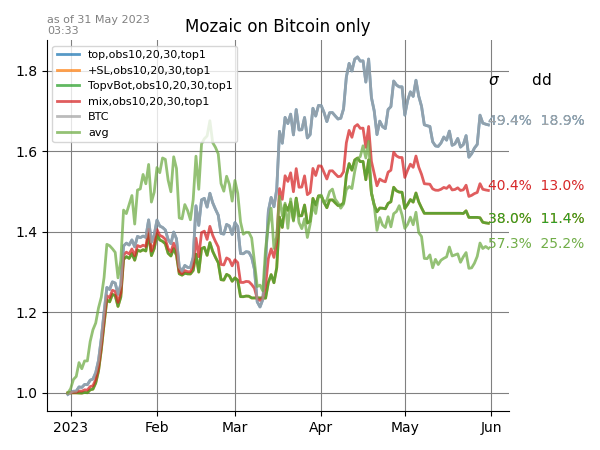 as of 31 May 2023
03:33
Mozaic on Bitcoin only
top,obs10,20,30,top1
+SL,obs10,20,30,top1
TopvBot,obs10,20,30,top1
mix,obs10,20,30,top1
BTC
avg
σ dd
49.4% 18.9%
40.4% 13.0%
38.0% 11.4%
57.3% 25.2%
1.8
1.6
1.4
1.2
1.0
2023 Feb Mar Apr May Jun